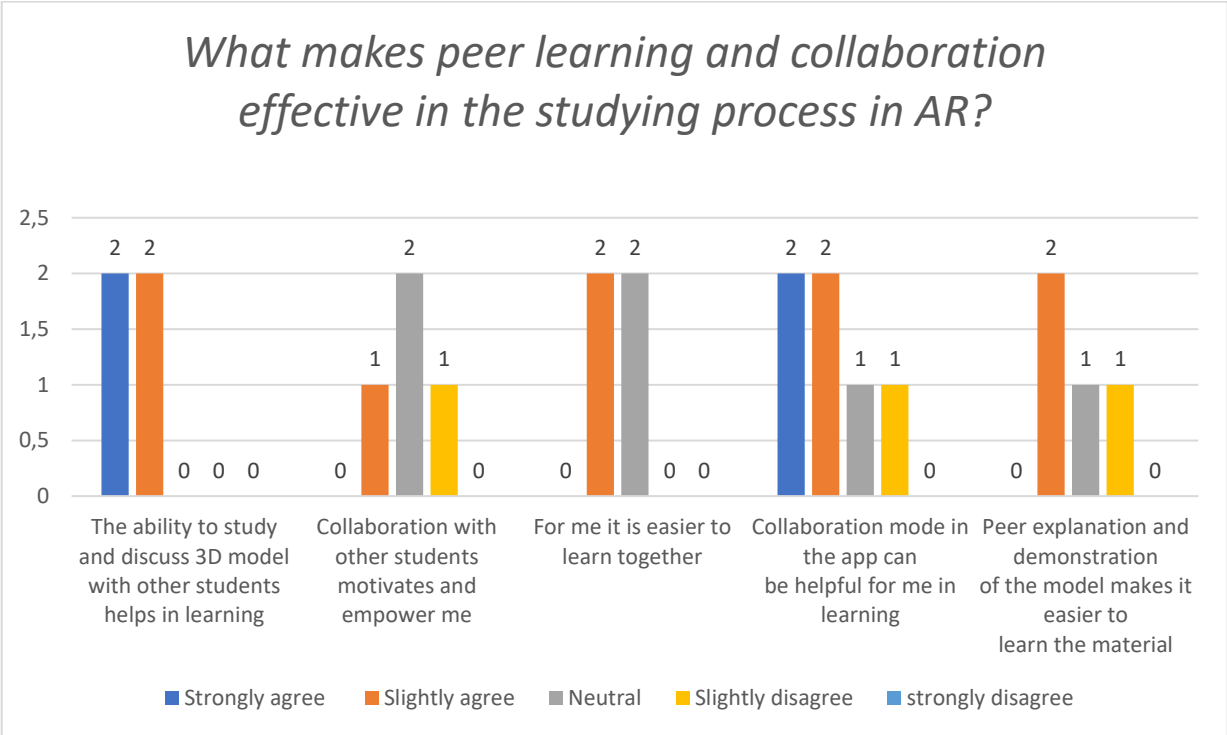 What makes peer learning and collaboration
effective in the studying process in AR?
2,5
2
1,5
1
0,5
0
2 2 0 0 0
0 1 2 1 0
0 2 2 0 0
2 2 1 1 0
0 2 1 1 0
The ability to study
and discuss 3D model
with other students
helps in learning
Collaboration with
other students
motivates and
empower me
For me it is easier to
learn together
Collaboration mode in
the app can
be helpful for me in
learning
Peer explanation and
demonstration
of the model makes it
easier to
learn the material
Strongly agree Slightly agree Neutral Slightly disagree strongly disagree